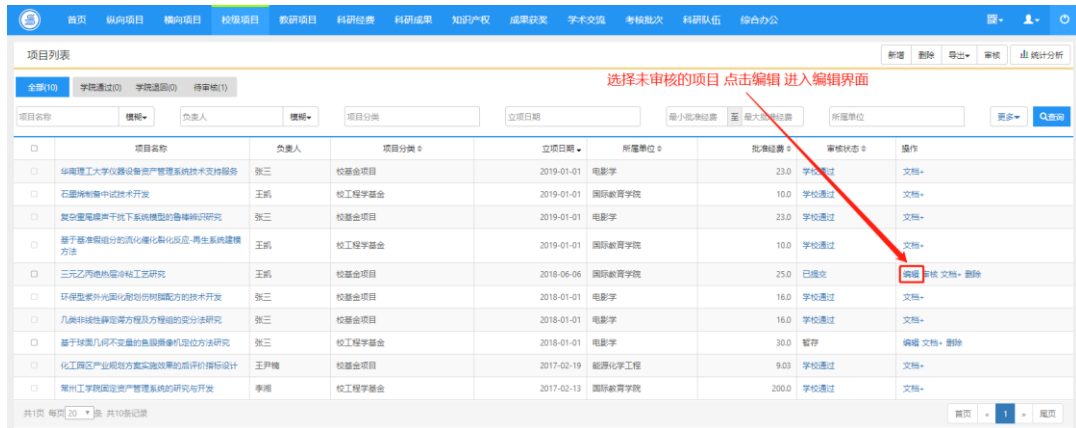 首页 纵向项目 横向项目 校级项目 教研项目 科研经费 科研成果 知识产权 成果获奖 学术交流 考核批次 科研队伍 综合办公
项目列表 新增 删除 导出 审核 统计分析
全部(10) 学院通过(0) 学院退回(0) 待审核(1)
选择未审核的项目 点击编辑 进入编辑界面
项目名称 模糊 负责人 模糊 项目分类 立项日期 最小批准经费 至 最大批准经费 所属单位 更多 查询
项目名称 负责人 项目分类 立项日期 所属单位 批准经费 审核状态 操作
华南理工大学仪器设备资产管理系统技术支持服务 张三 校基金项目 2019-01-01 电影学 23.0 学校通过 文档+
石墨烯制备中试技术开发 王凯 校工程学基金 2019-01-01 国际教育学院 10.0 学校通过 文档+
复杂重尾噪声干扰下系统模型的鲁棒辨识研究 张三 校基金项目 2019-01-01 电影学 23.0 学校通过 文档+
基于基准假组分的流化催化裂化反应-再生系统建模
方法 王凯 校工程学基金 2019-01-01 国际教育学院 10.0 学校通过 文档+
三元乙丙绝热层冷粘工艺研究 王凯 校基金项目 2018-06-06 国际教育学院 25.0 已提交 编辑 审核 文档+ 删除
环保型紫外光固化耐划伤树脂配方的技术开发 张三 校基金项目 2018-01-01 电影学 16.0 学校通过 文档+
几类非线性薛定谔方程及方程组的变分法研究 张三 校基金项目 2018-01-01 电影学 16.0 学校通过 文档+
基于球面几何不变量的鱼眼摄像机定位方法研究 张三 校基金项目 2018-01-01 电影学 30.0 暂存 编辑 文档+ 删除
化工园区产业规划方案实施效果的后评价指标设计 校工程学基金 2017-02-19 能源化学工程 9.03 学校通过 文档+
常州工学院固定资产管理系统的研究与开发 李湘 校工程学基金 2017-02-13 国际教育学院 200.0 学校通过 文档+
共1页 每页 20 条 共10条记录 首页 « 1 » 尾页